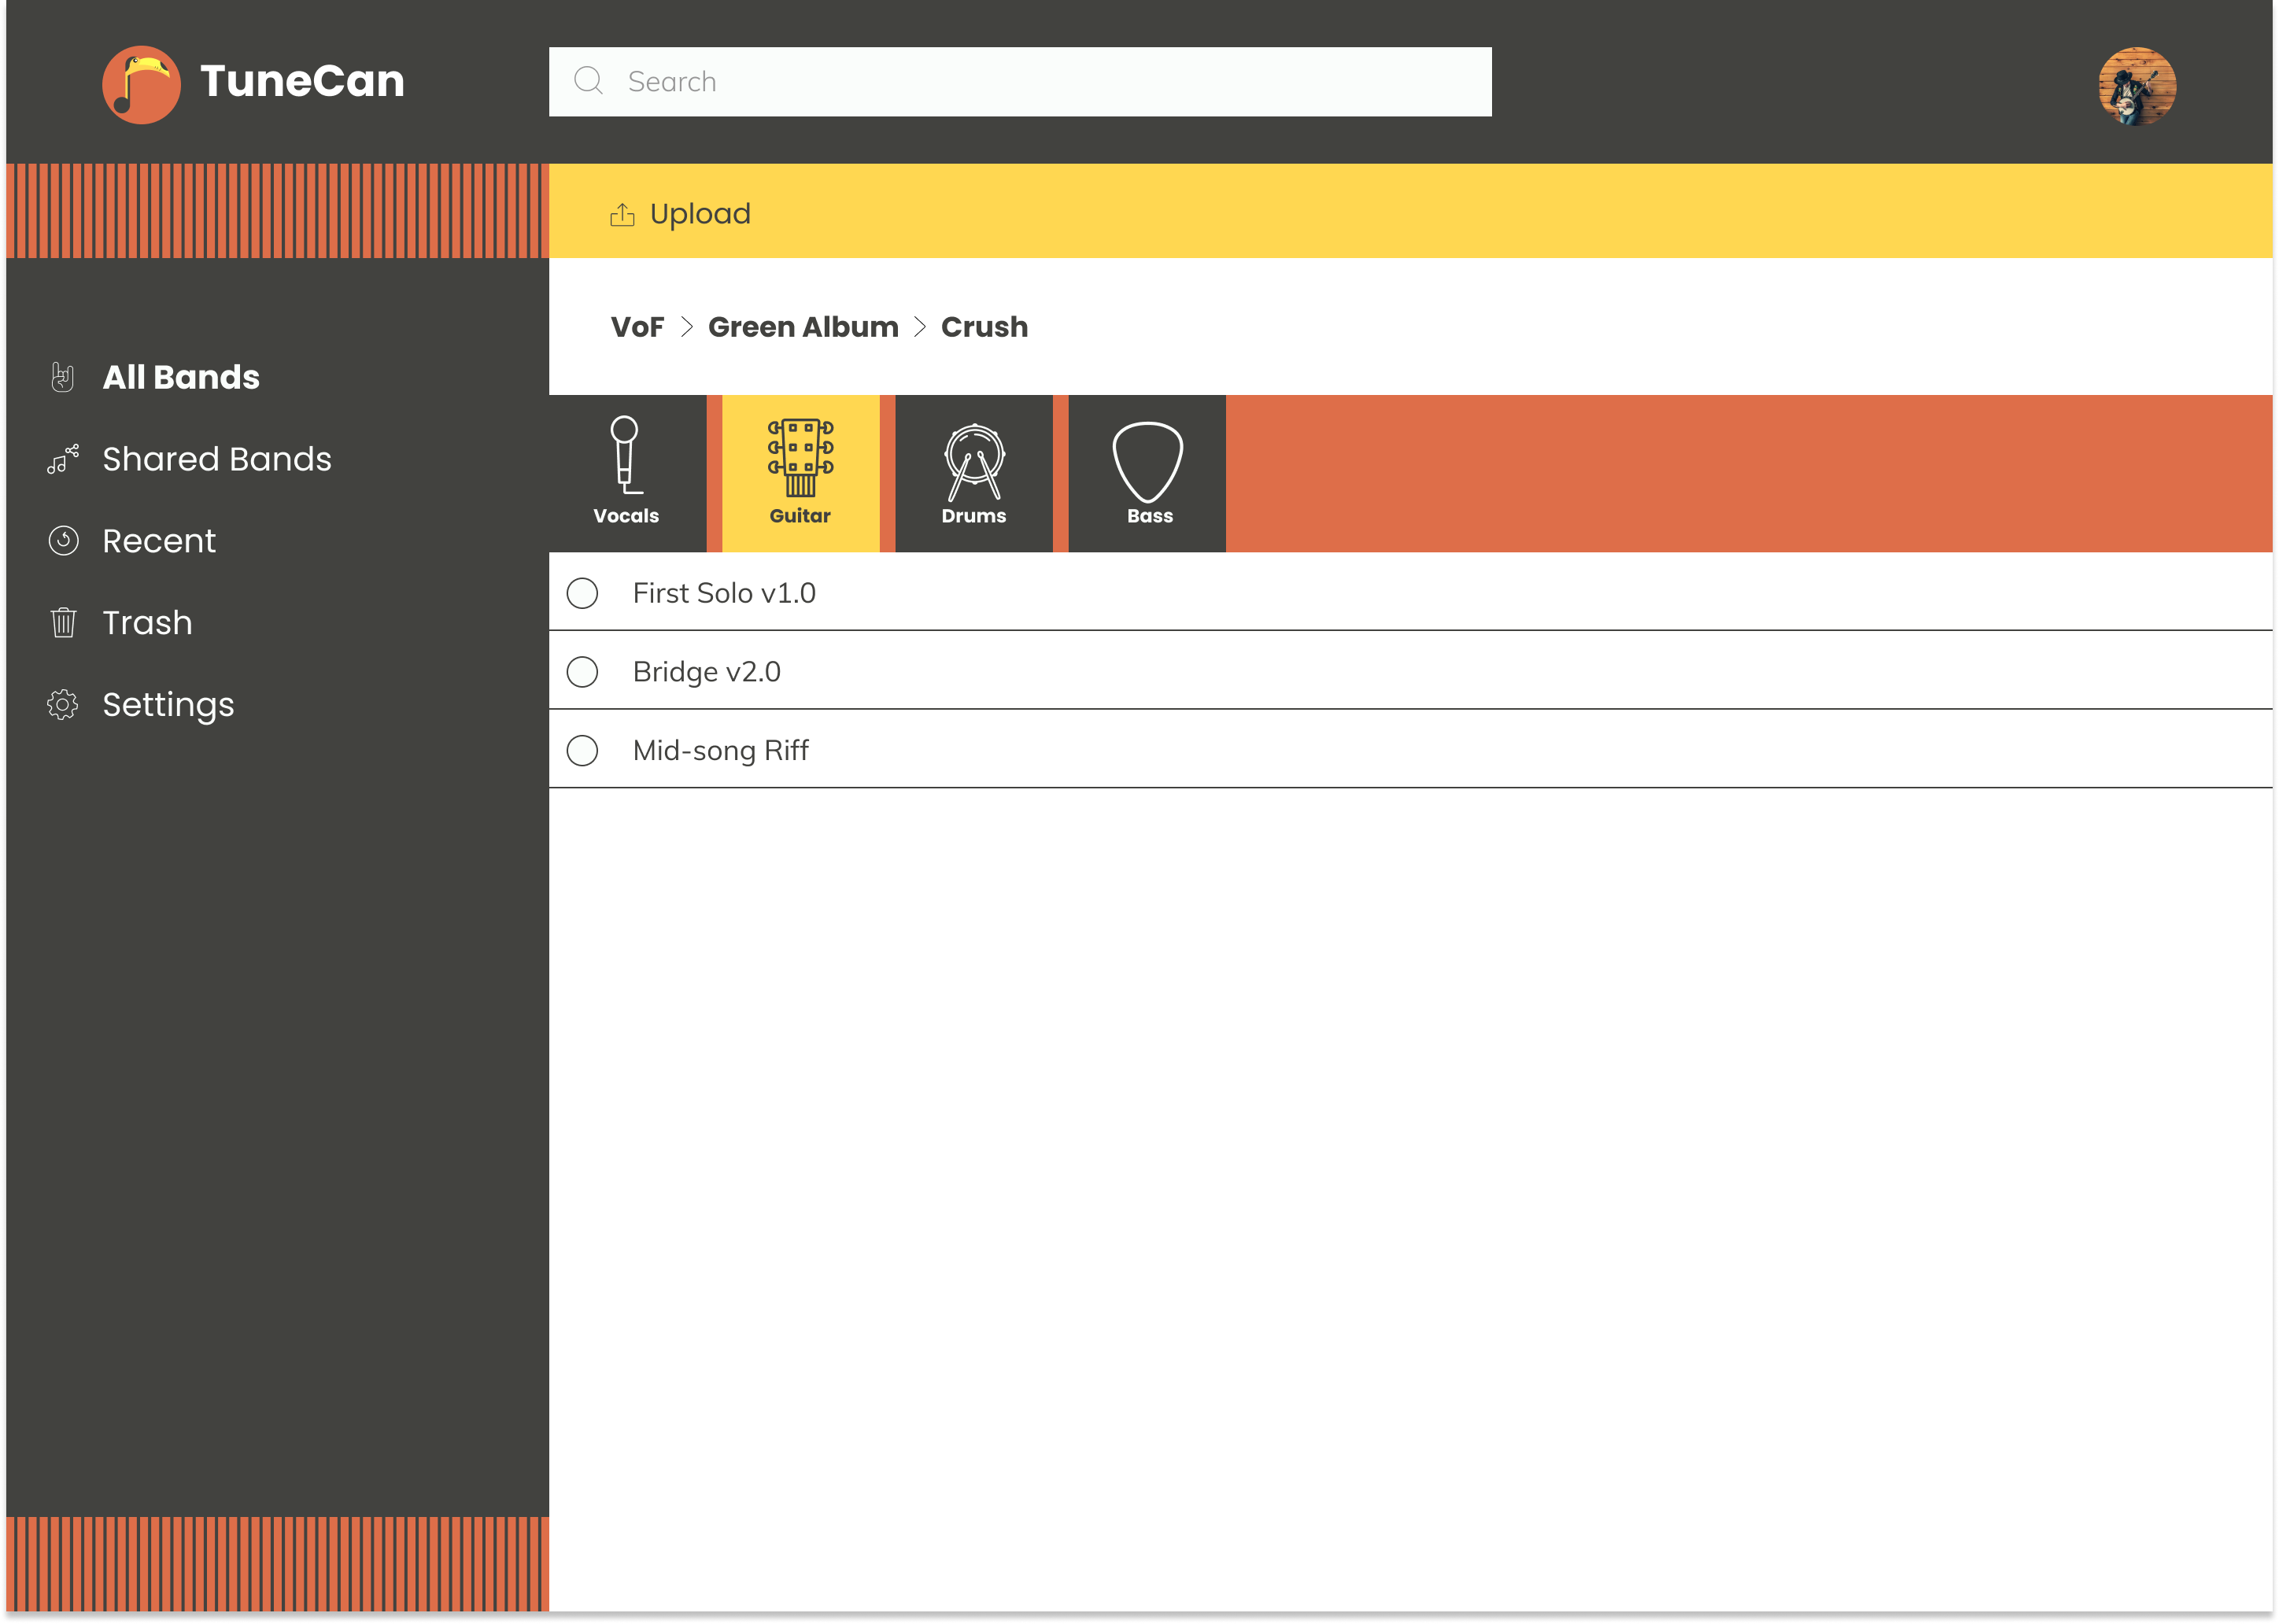 TuneCan
Search
Upload
VoF > Green Album > Crush
All Bands
Shared Bands
Recent
Trash
Settings
Vocals
Guitar
Drums
Bass
First Solo v1.0
Bridge v2.0
Mid-song Riff